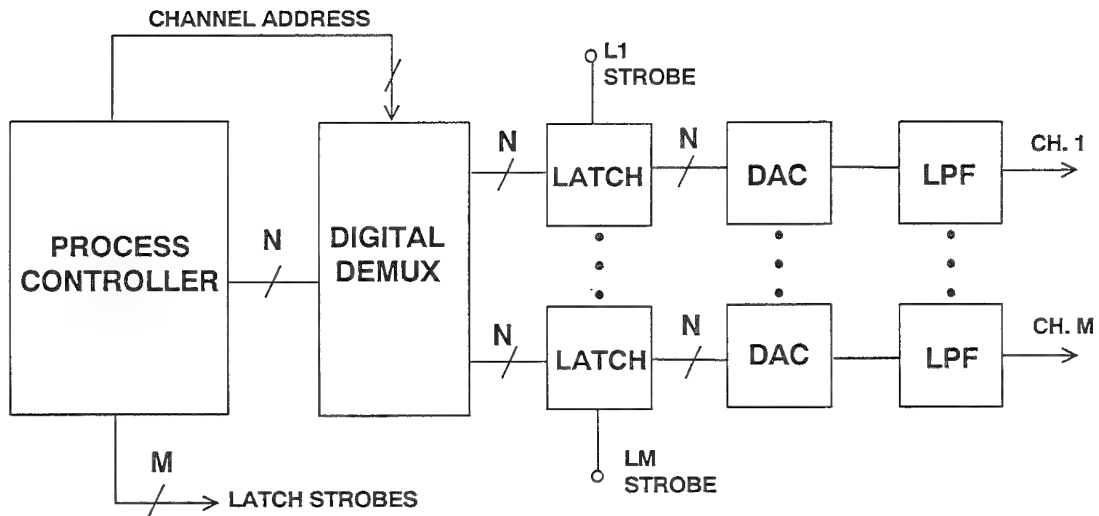 CHANNEL ADDRESS
L1
STROBE
N
LATCH
N
DAC
LPF
CH. 1
PROCESS
CONTROLLER
N
DIGITAL
DEMUX
N
LATCH
N
DAC
LPF
CH. M
LM
STROBE
M
LATCH STROBES